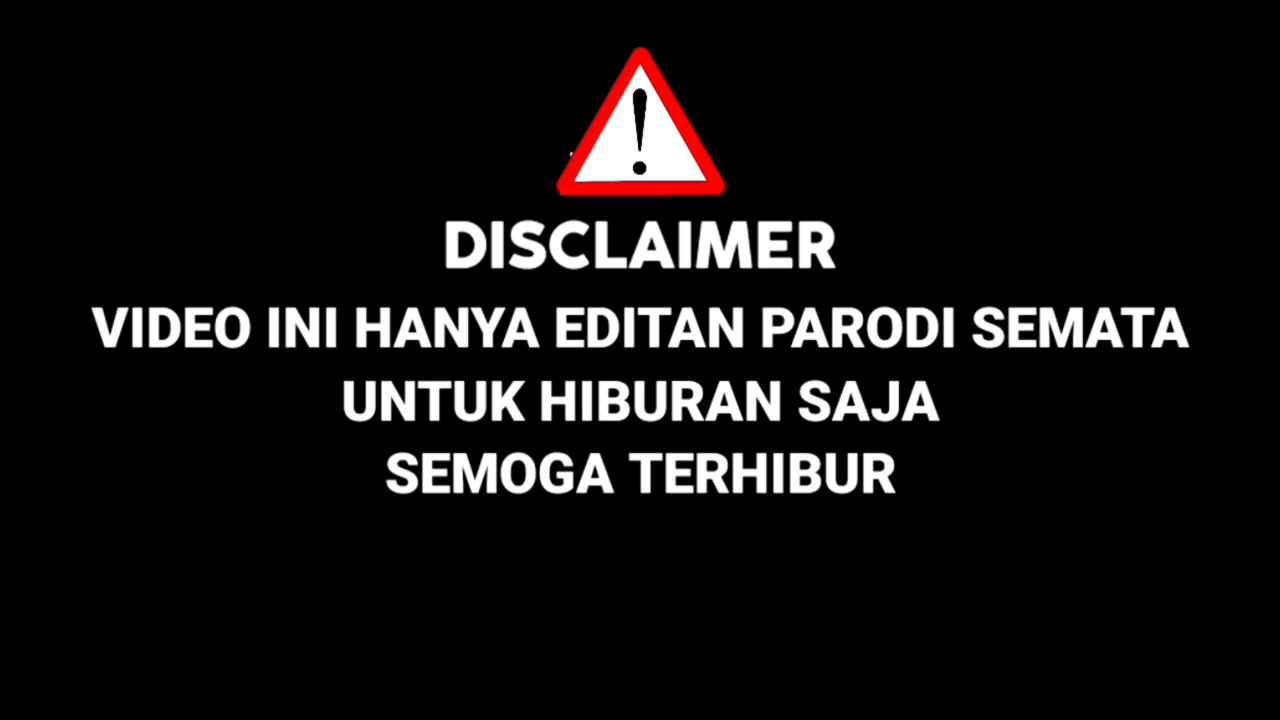 DISCLAIMER
VIDEO INI HANYA EDITAN PARODI SEMATA
UNTUK HIBURAN SAJA
SEMOGA TERHIBUR